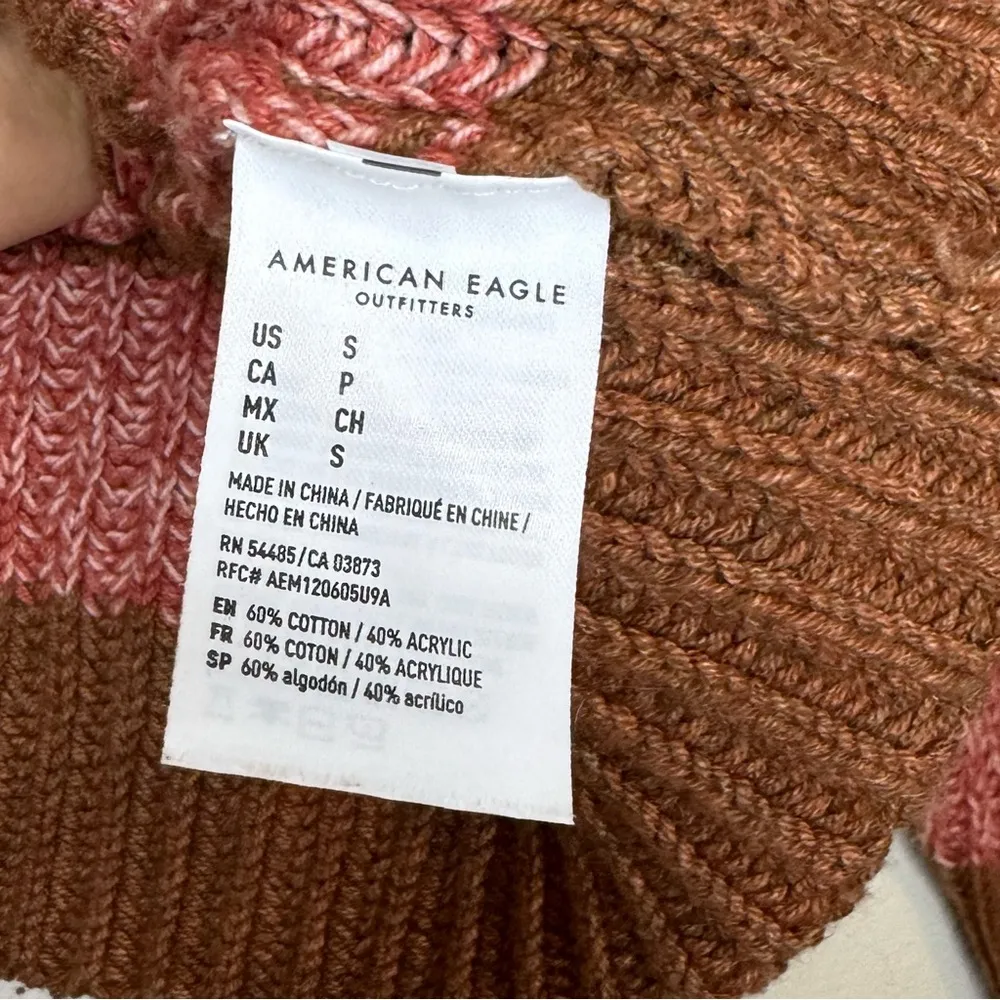 AMERICAN EAGLE
OUTFITTERS
US S
CA P
MX CH
UK S
MADE IN CHINA / FABRIQUÉ EN CHINE /
HECHO EN CHINA
RN 54485/CA 03873
RFC# AEM120605U9A
EN 60% COTTON / 40% ACRYLIC
FR 60% COTON / 40% ACRYLIQUE
SP 60% algodón / 40% acrílico